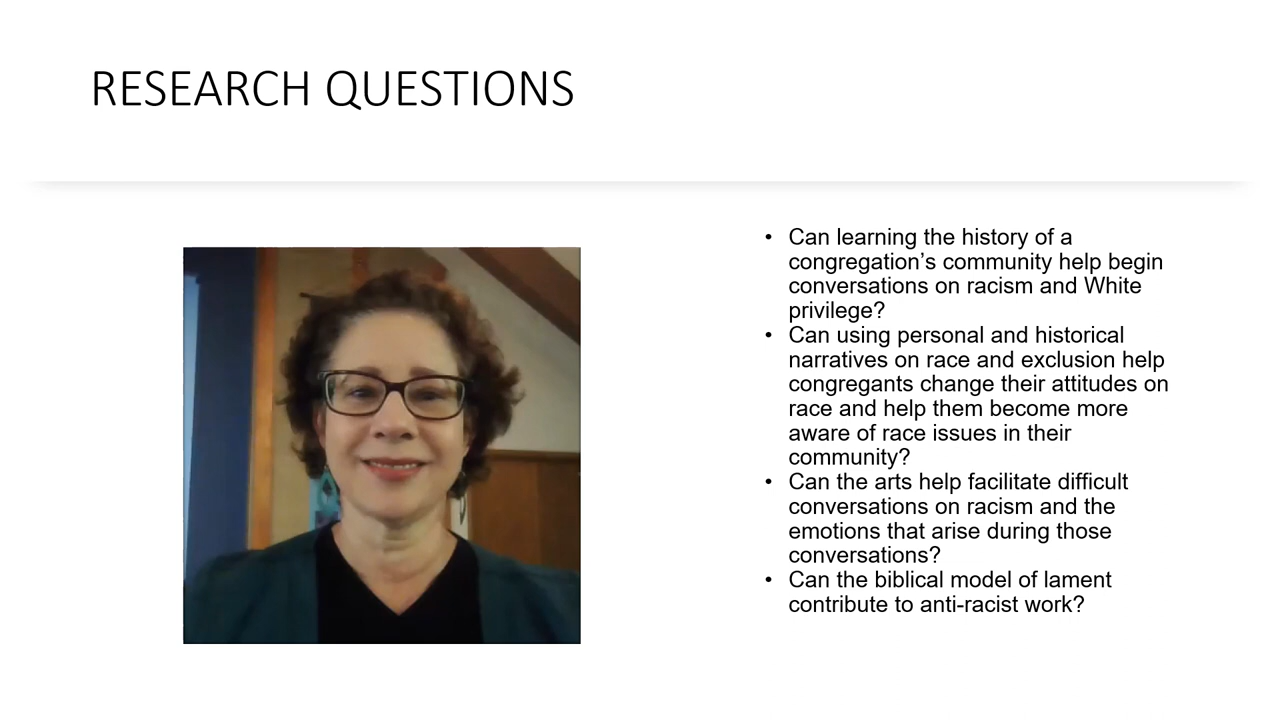 RESEARCH QUESTIONS
• Can learning the history of a
congregation’s community help begin
conversations on racism and White
privilege?
• Can using personal and historical
narratives on race and exclusion help
congregants change their attitudes on
race and help them become more
aware of race issues in their
community?
• Can the arts help facilitate difficult
conversations on racism and the
emotions that arise during those
conversations?
• Can the biblical model of lament
contribute to anti-racist work?